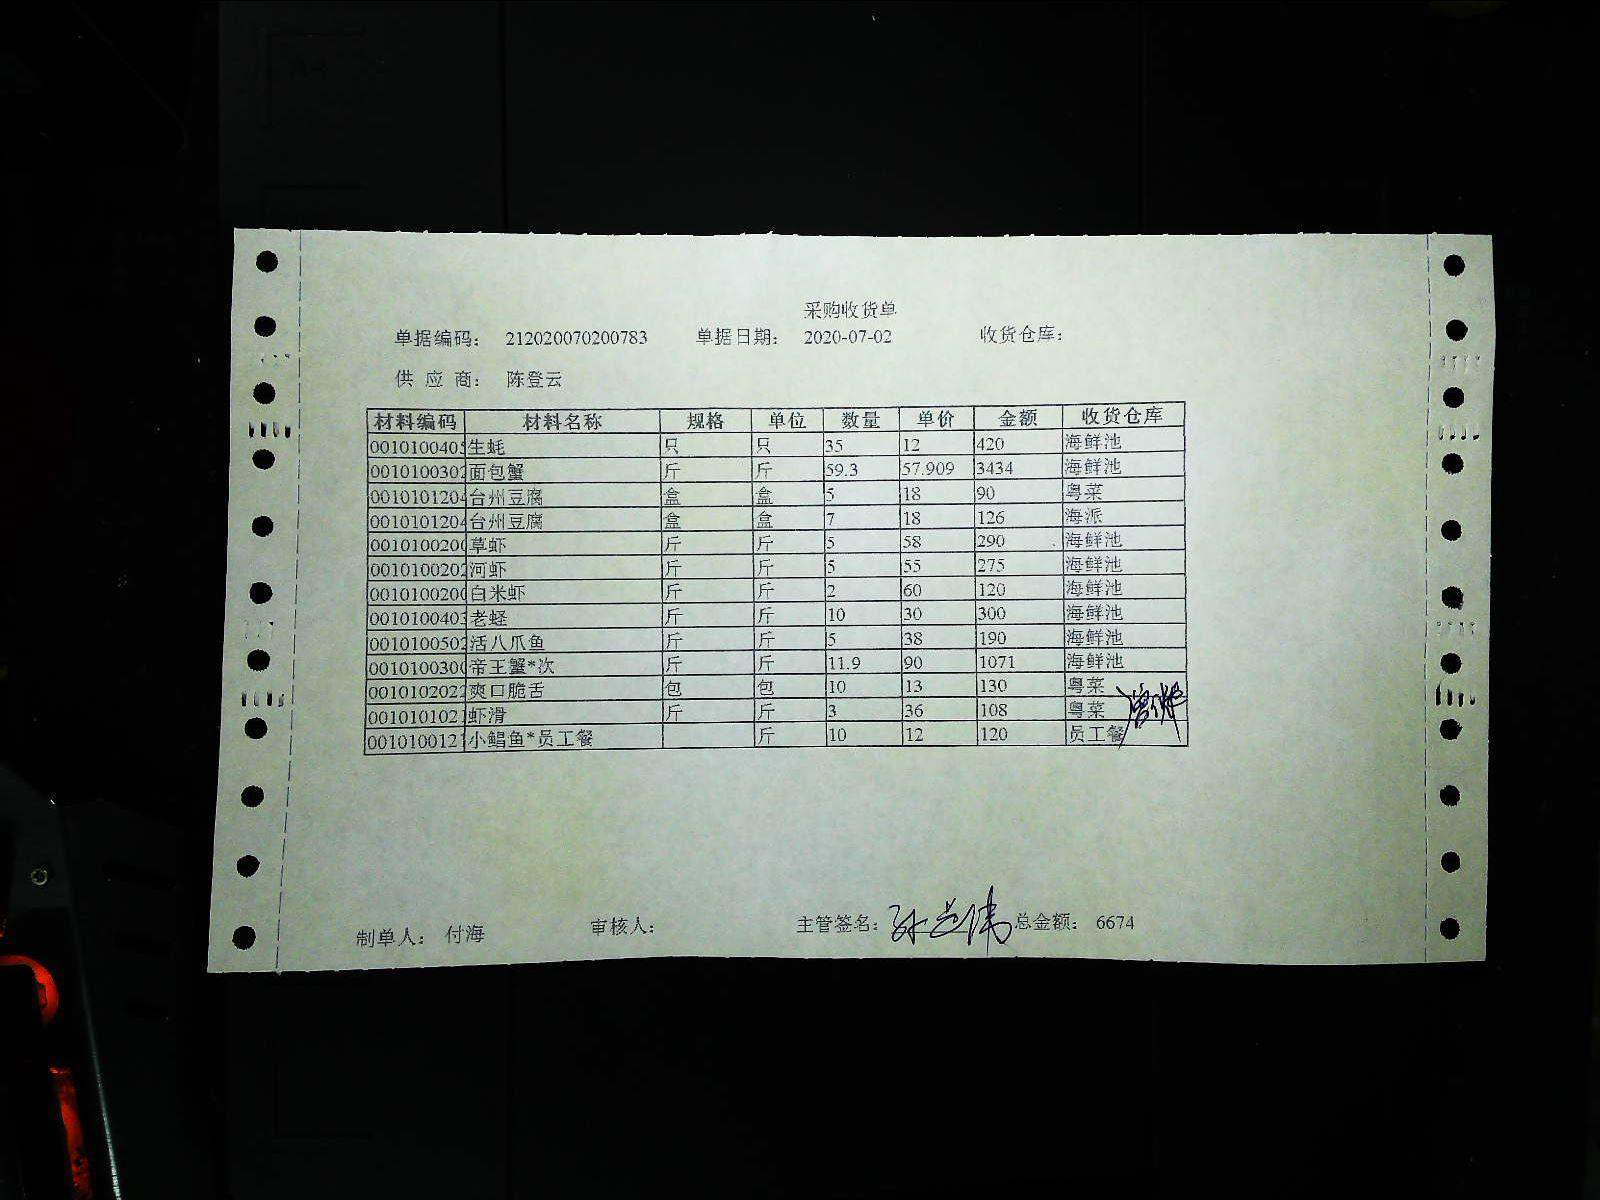 采购收货单
单据编码： 212020070200783 单据日期： 2020-07-02 收货仓库：
供 应 商： 陈登云
材料编码 材料名称 规格 单位 数量 单价 金额 收货仓库
0010100405 生蚝 只 只 35 12 420 海鲜池
0010100302 面包蟹 斤 斤 59.3 57.909 3434 海鲜池
0010101204 台州豆腐 盒 盒 5 18 90 粤菜
0010101204 台州豆腐 盒 盒 7 18 126 海派
0010100200 草虾 斤 斤 5 58 290 海鲜池
0010100202 河虾 斤 斤 5 55 275 海鲜池
0010100200 白米虾 斤 斤 2 60 120 海鲜池
0010100403 老蛏 斤 斤 10 30 300 海鲜池
0010100502 活八爪鱼 斤 斤 5 38 190 海鲜池
0010100300 帝王蟹*次 斤 斤 11.9 90 1071 海鲜池
0010102022 爽口脆舌 包 包 10 13 130 粤菜
001010102 虾滑 斤 斤 3 36 108 粤菜
001010012 小鲳鱼*员工餐 斤 10 12 120 员工餐
制单人： 付海 审核人： 主管签名： 总金额： 6674